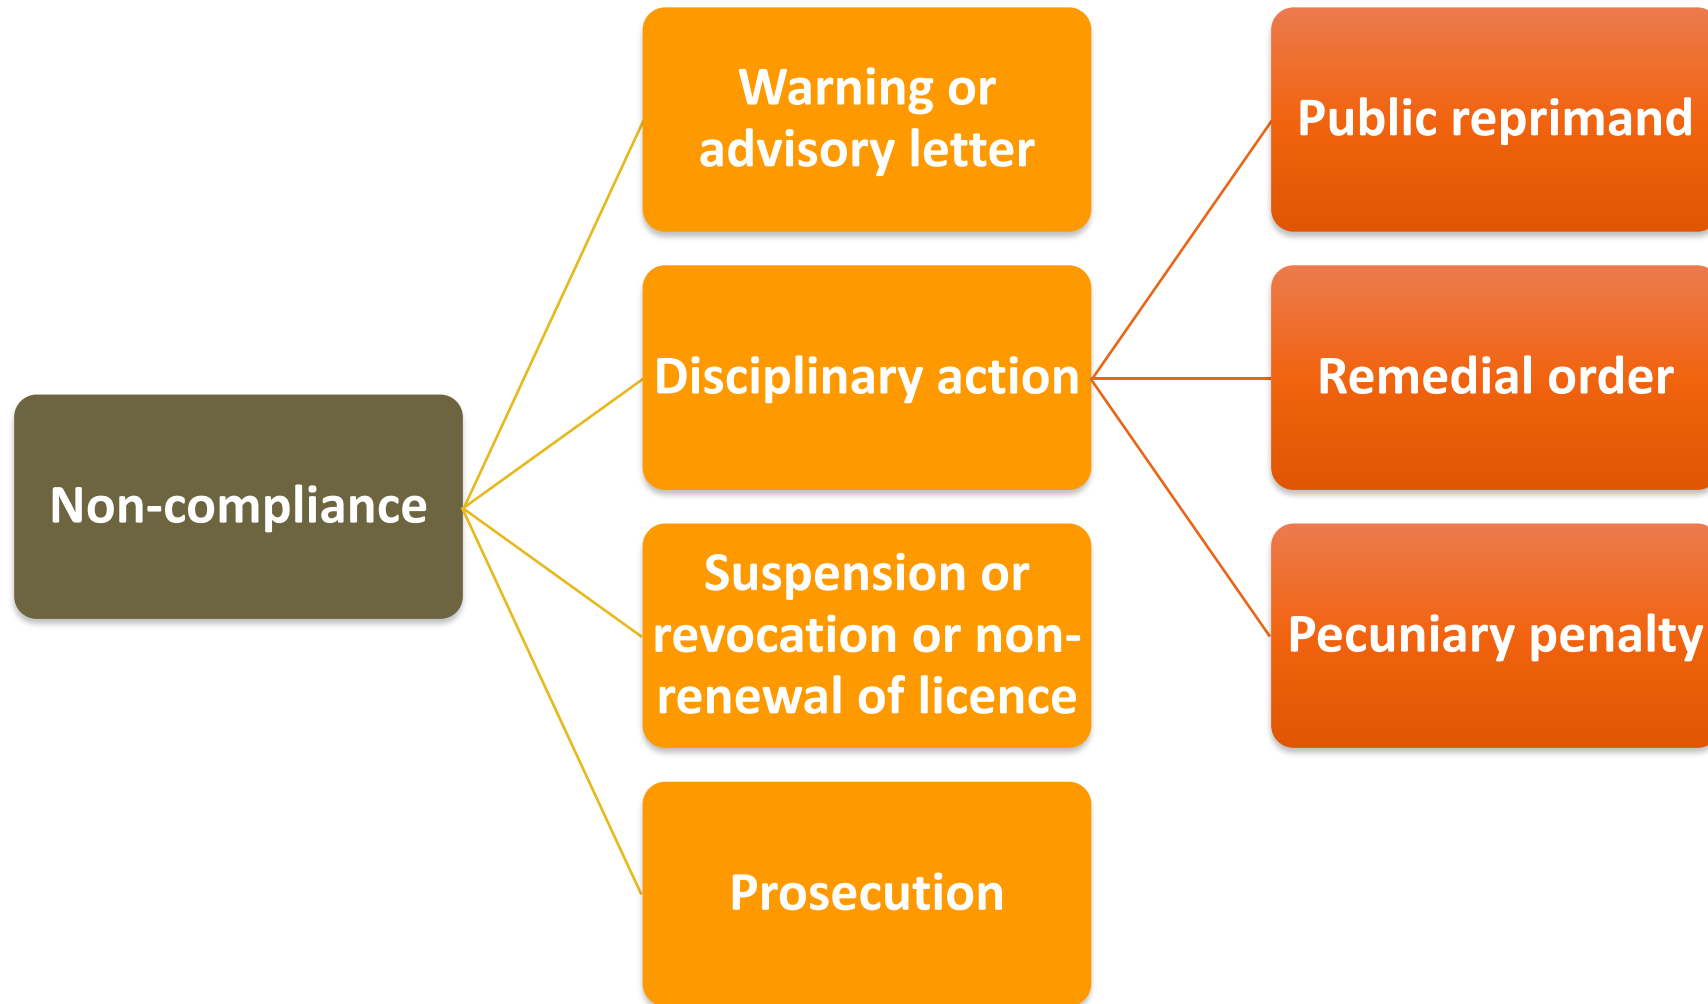 Non-compliance
Warning or
advisory letter
Disciplinary action
Suspension or
revocation or non-
renewal of licence
Prosecution
Public reprimand
Remedial order
Pecuniary penalty